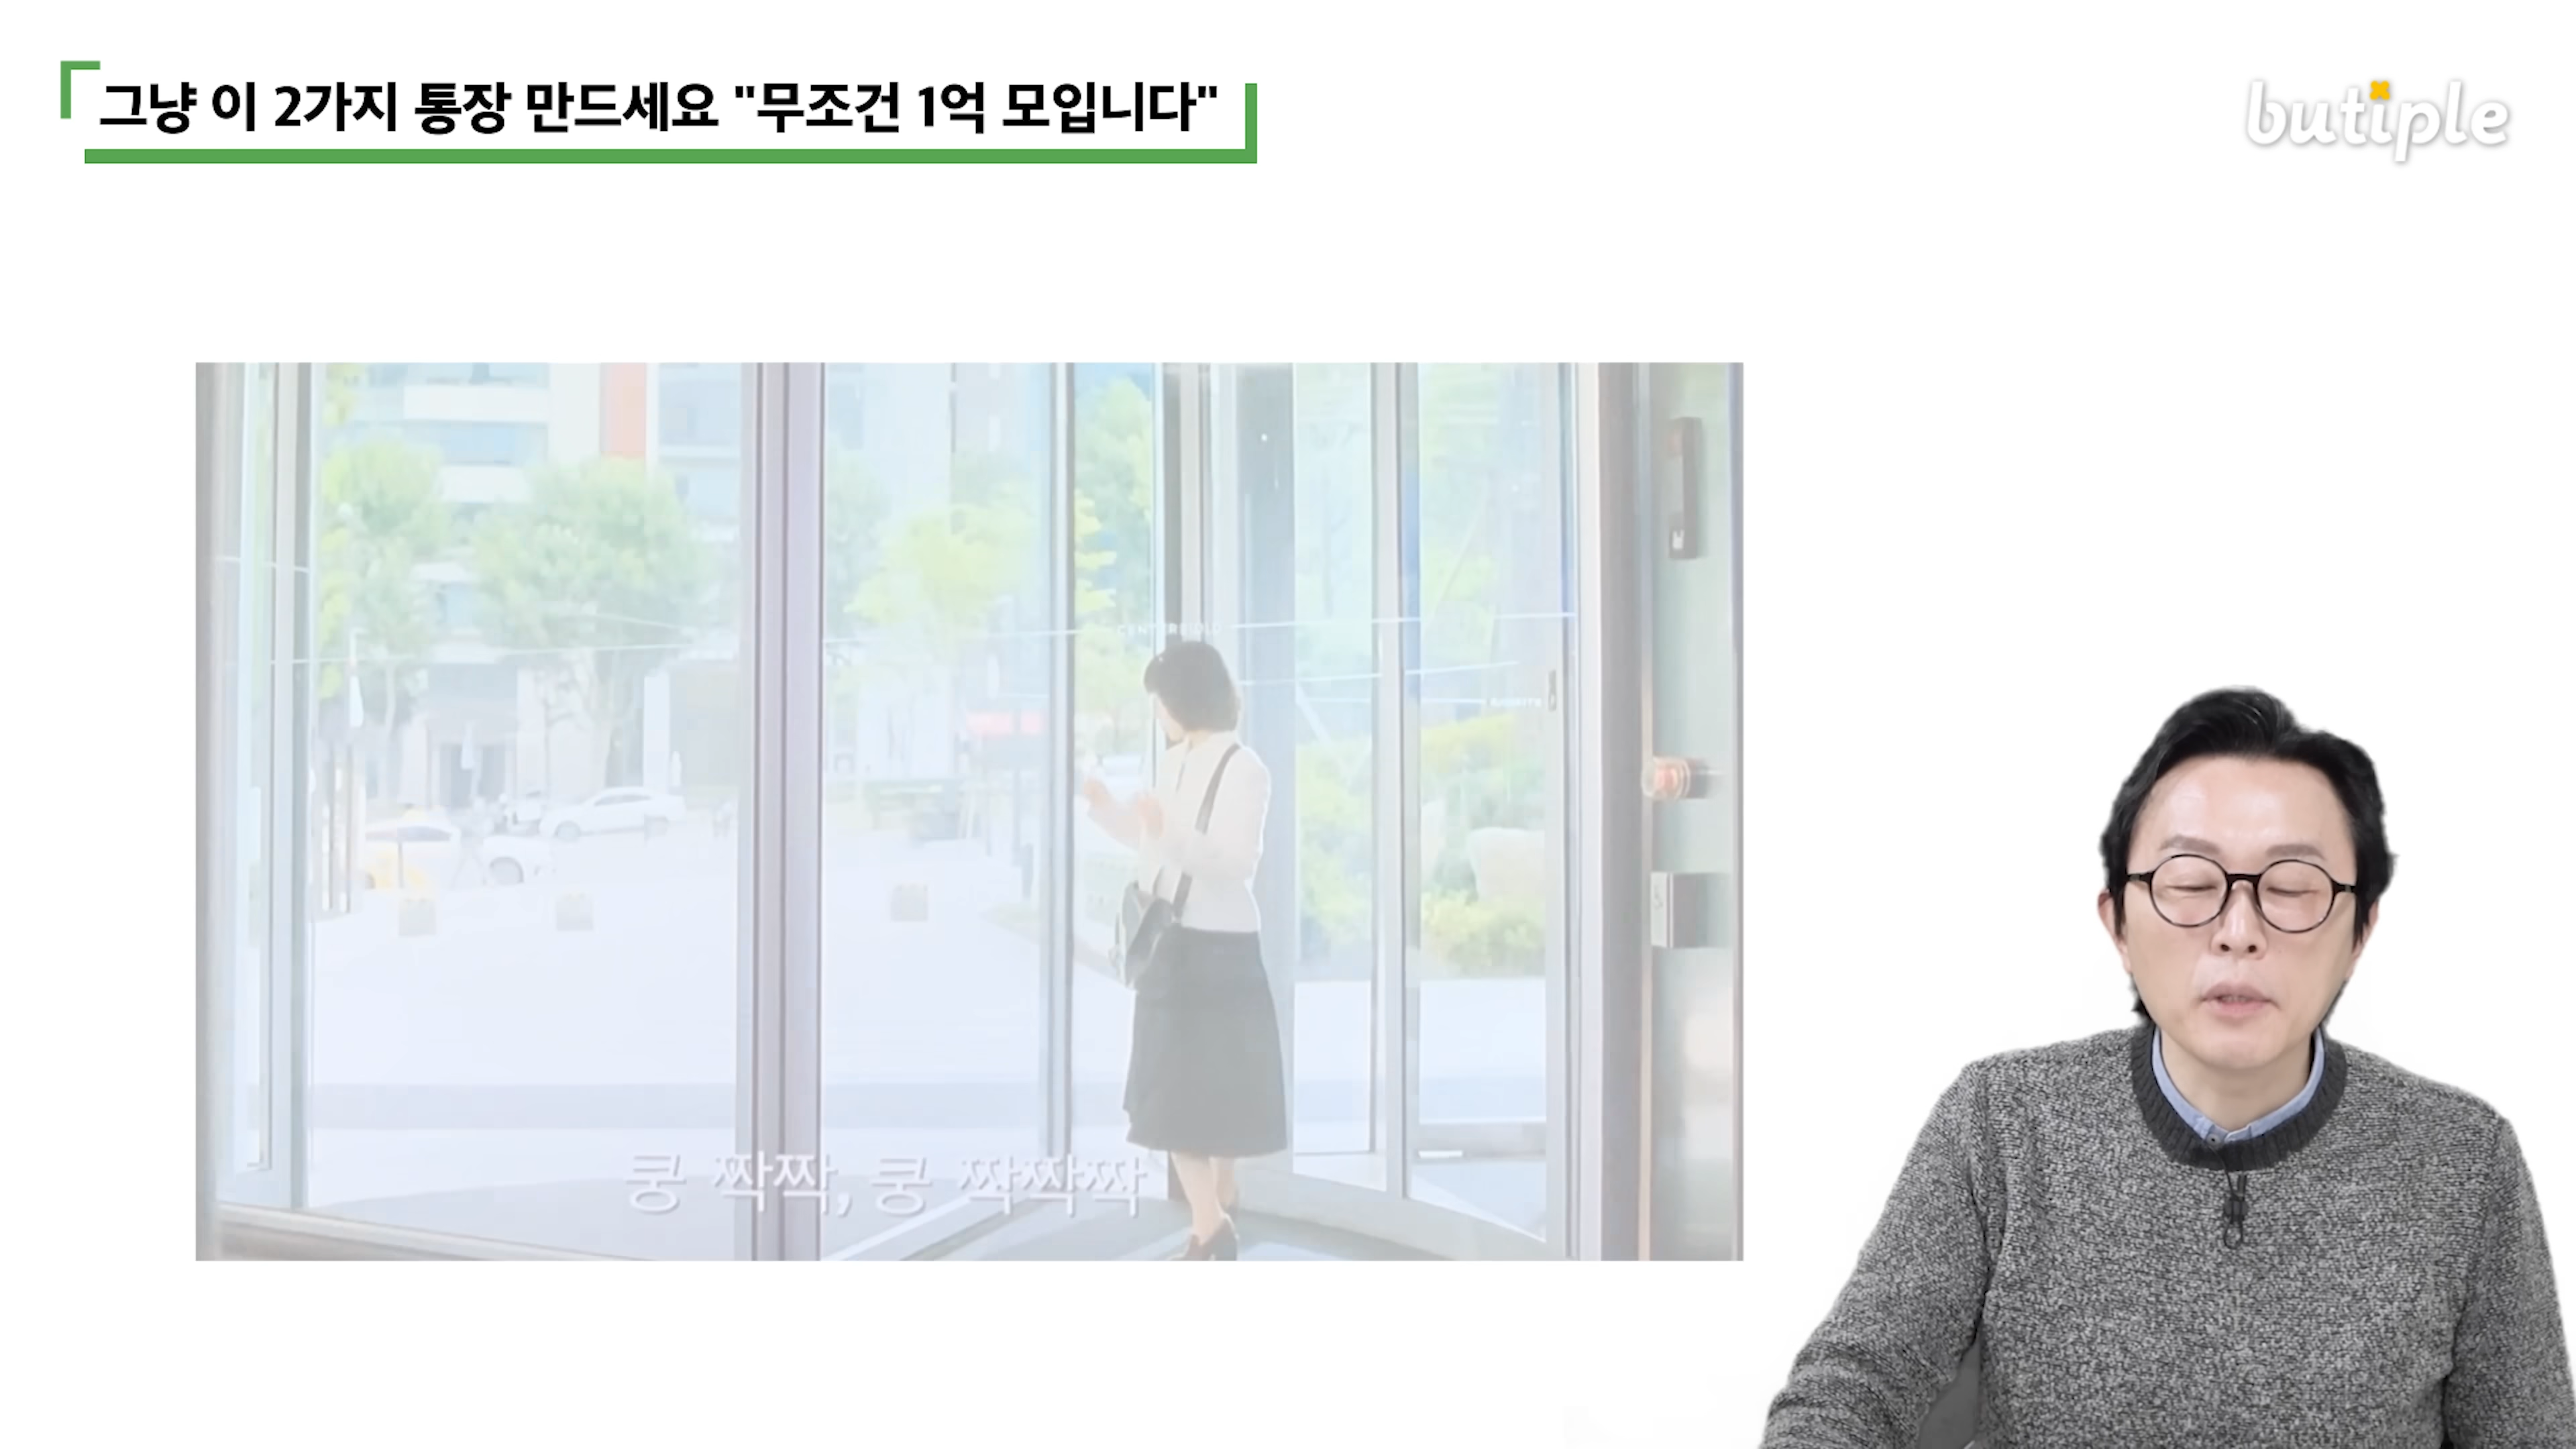 그냥 이 2가지 통장 만드세요 "무조건 1억 모입니다"
butiple
쿵 짝짝, 쿵 짝짝짝